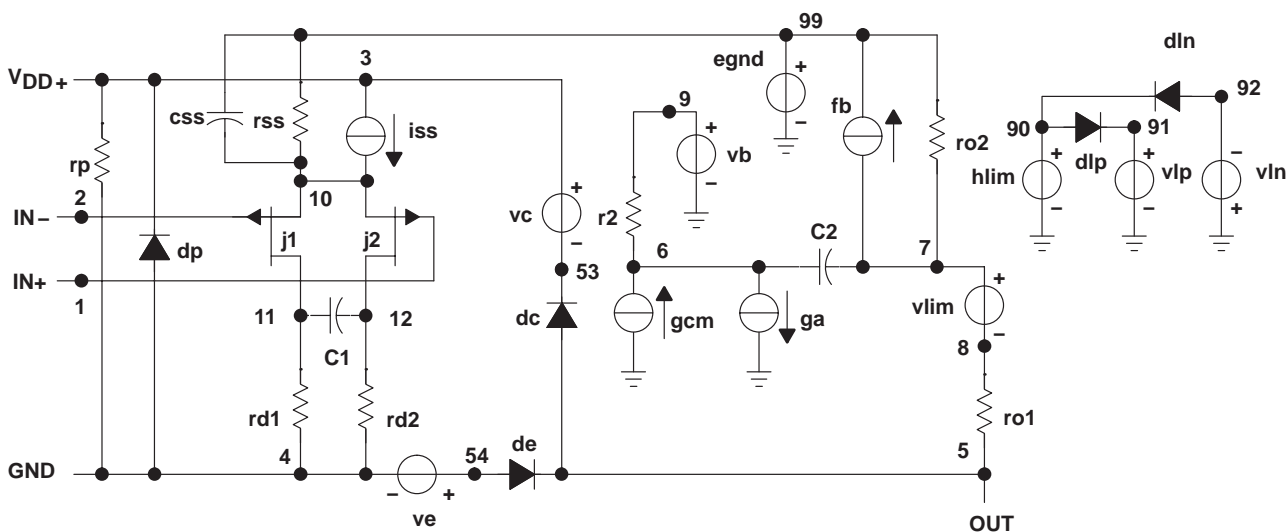 99
3
egnd
+
−
fb
dln
VDD+
css
rss
iss
9
+
vb
−
ro2
90
91
92
dlp
hlim
+
−
+
vlp
−
−
vln
+
rp
2
10
IN−
j1
j2
dp
vc
+
−
r2
C2
6
7
IN+
1
53
11
12
C1
dc
gcm
ga
vlim
+
−
8
rd1
rd2
ro1
GND
4
−
+
ve
54
de
5
OUT